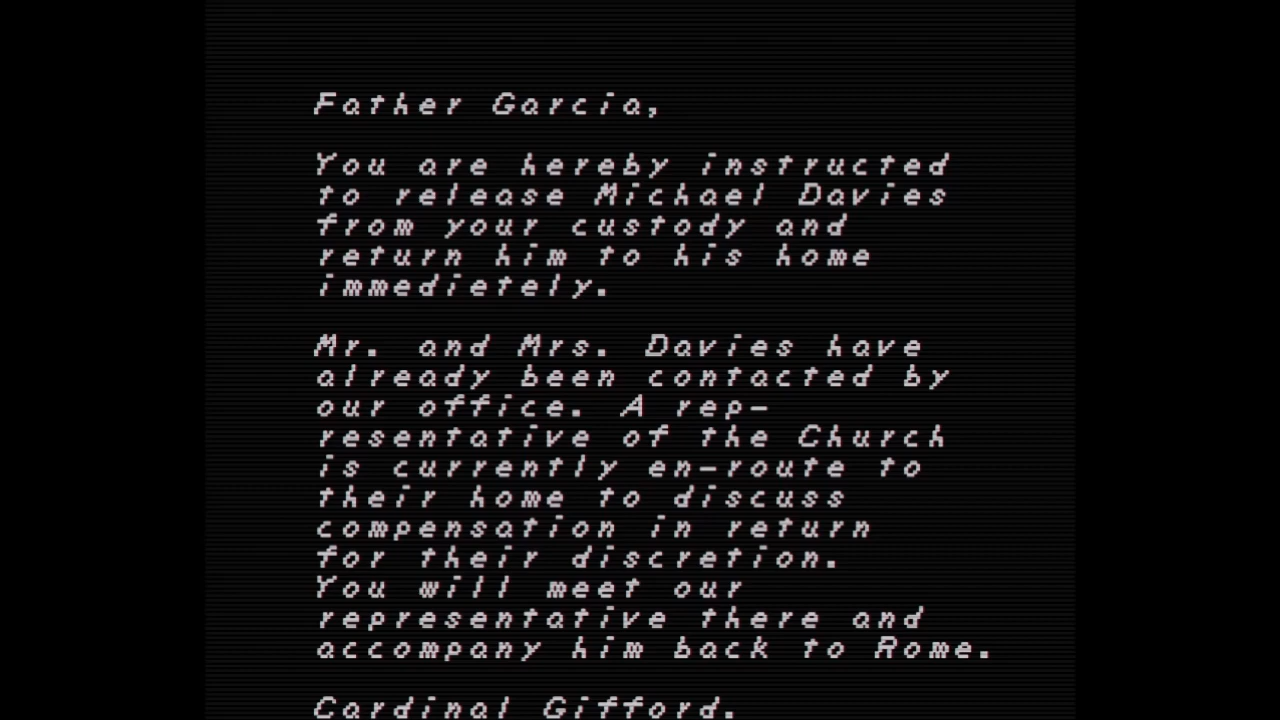 Father Garcia,
You are hereby instructed
to release Michael Davies
from your custody and
return him to his home
immedietely.
Mr. and Mrs. Davies have
already been contacted by
our office. A rep-
resentative of the Church
is currently en-route to
their home to discuss
compensation in return
for their discretion.
You will meet our
representative there and
accompany him back to Rome.
Cardinal Gifford.